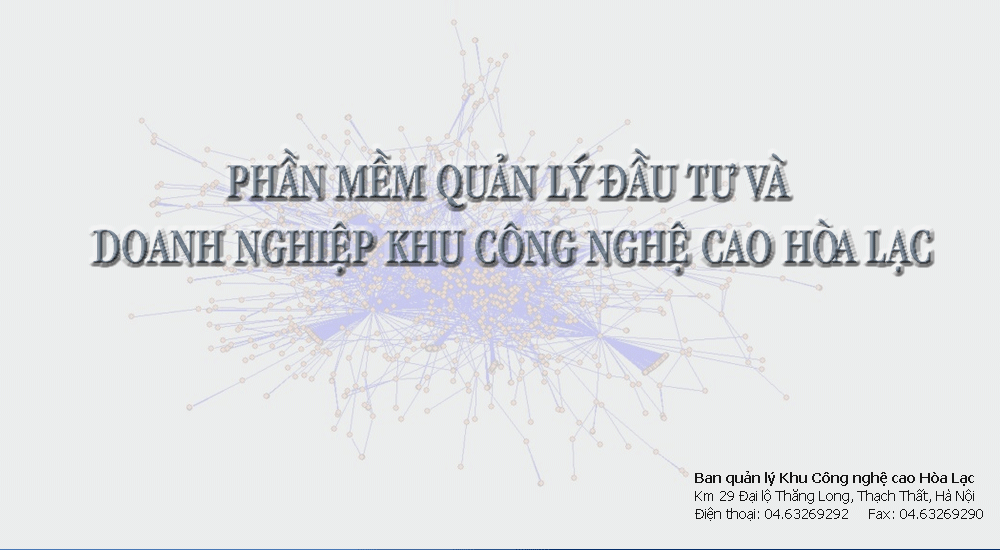 PHẦN MỀM QUẢN LÝ ĐẦU TƯ VÀ
DOANH NGHIỆP KHU CÔNG NGHỆ CAO HÒA LẠC
Ban quản lý Khu Công nghệ cao Hòa Lạc
Km 29 Đại lộ Thăng Long, Thạch Thất, Hà Nội
Điện thoại: 04.63269292 Fax: 04.63269290